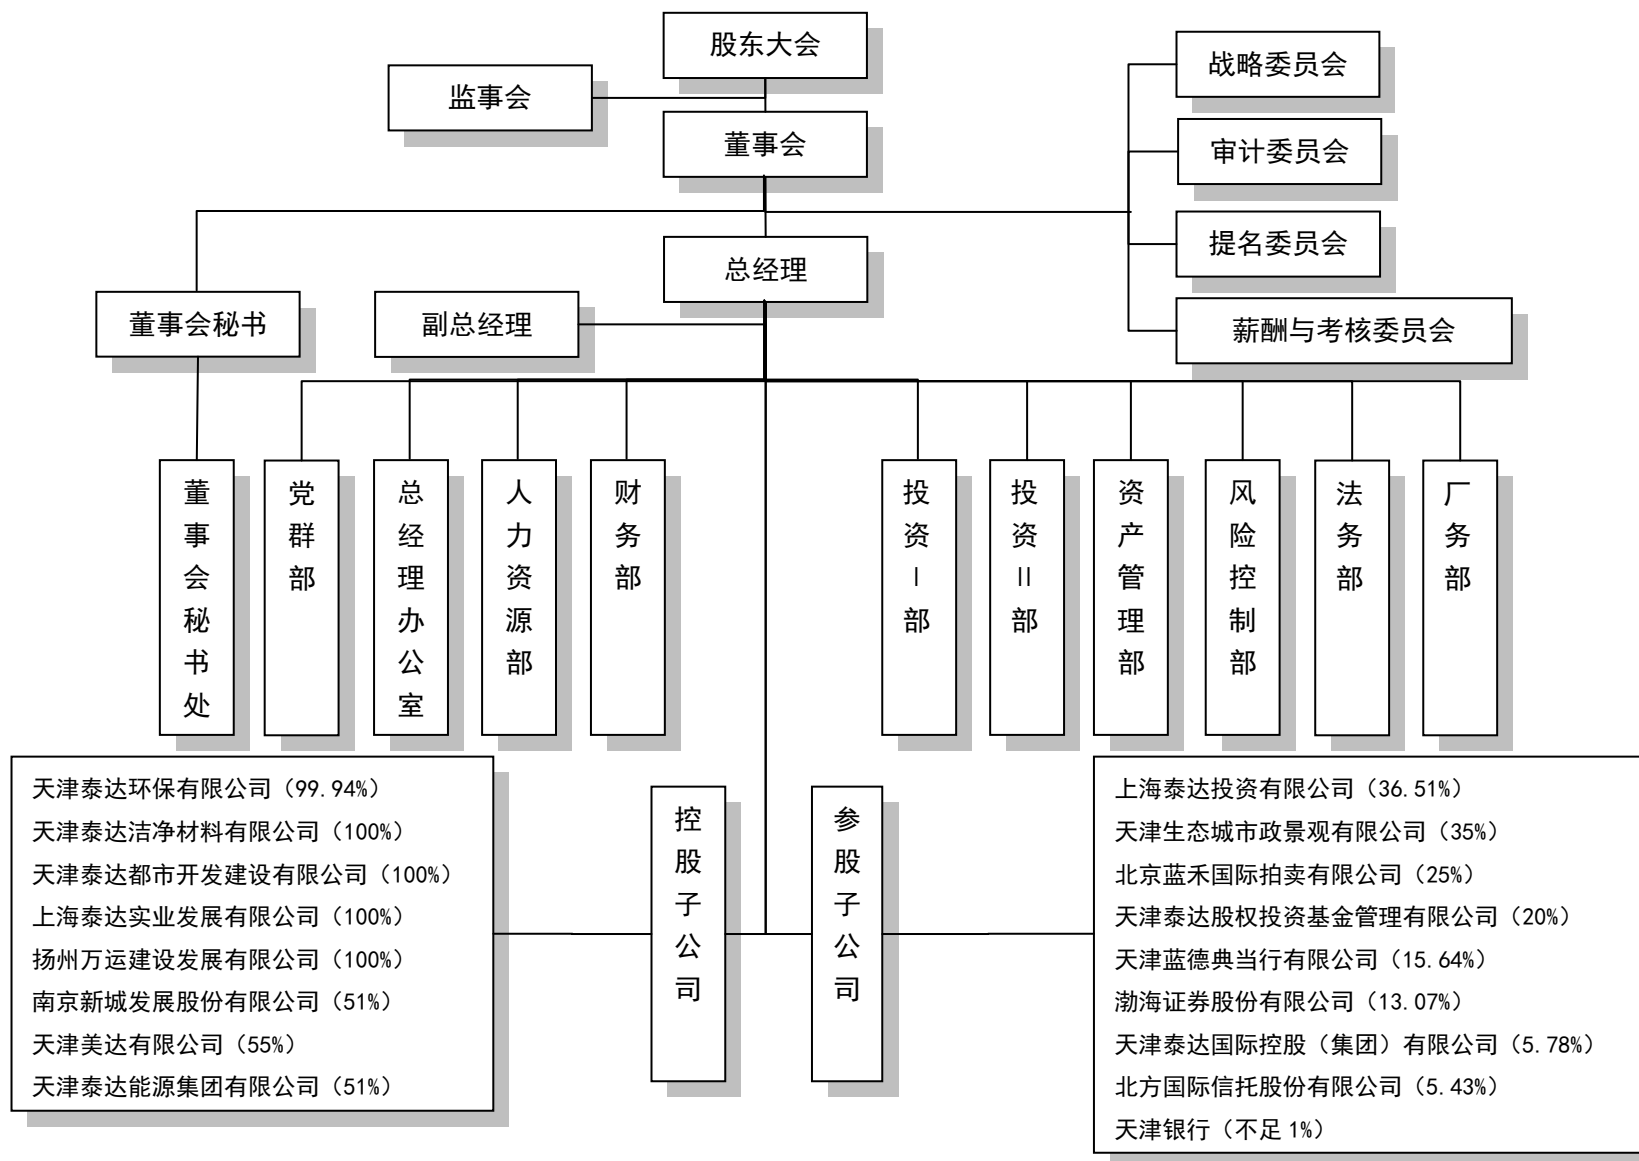 股东大会
监事会
董事会
战略委员会
审计委员会
提名委员会
薪酬与考核委员会
总经理
董事会秘书
副总经理
董事会秘书处
党群部
总经理办公室
人力资源部
财务部
投资Ⅰ部
投资Ⅱ部
资产管理部
风险控制部
法务部
厂务部
天津泰达环保有限公司（99.94%）
天津泰达洁净材料有限公司（100%）
天津泰达都市开发建设有限公司（100%）
上海泰达实业发展有限公司（100%）
扬州万运建设发展有限公司（100%）
南京新城发展股份有限公司（51%）
天津美达有限公司（55%）
天津泰达能源集团有限公司（51%）
控股子公司
参股子公司
上海泰达投资有限公司（36.51%）
天津生态城市政景观有限公司（35%）
北京蓝禾国际拍卖有限公司（25%）
天津泰达股权投资基金管理有限公司（20%）
天津蓝德典当行有限公司（15.64%）
渤海证券股份有限公司（13.07%）
天津泰达国际控股（集团）有限公司（5.78%）
北方国际信托股份有限公司（5.43%）
天津银行（不足 1%）